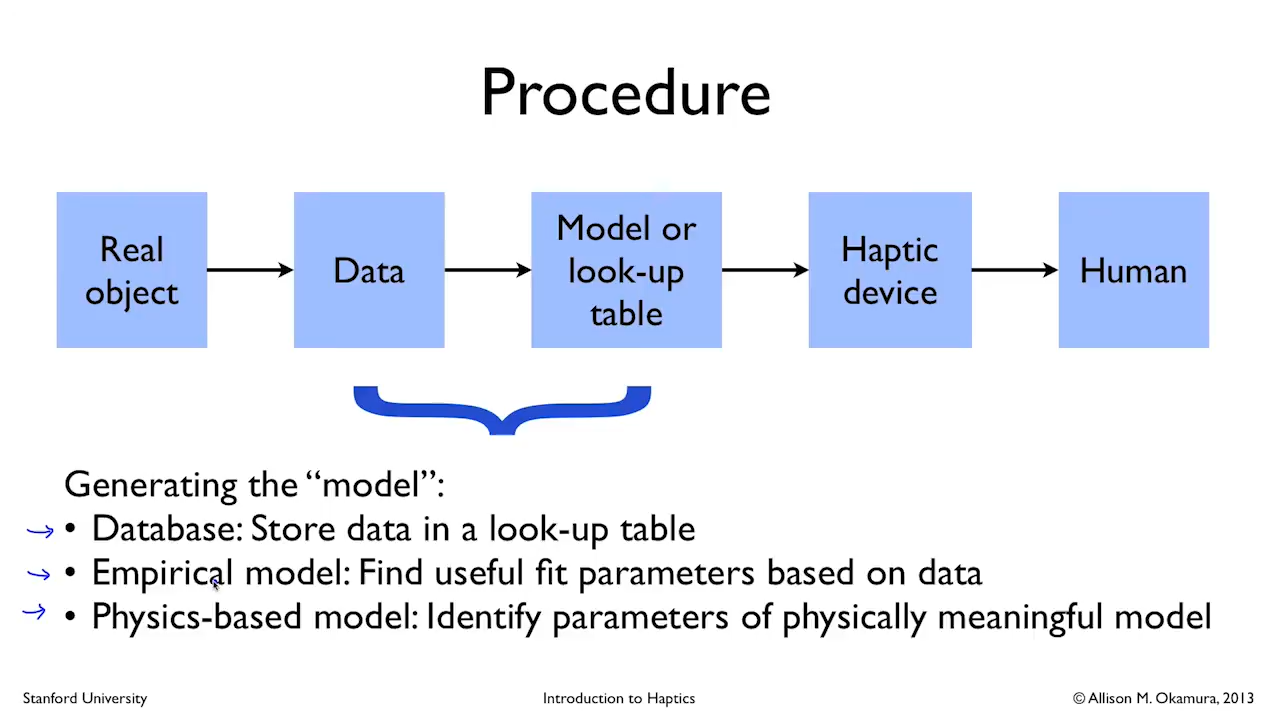 Procedure
Real
object
Data
Model or
look-up
table
Haptic
device
Human
Generating the “model”:
• Database: Store data in a look-up table
• Empirical model: Find useful fit parameters based on data
• Physics-based model: Identify parameters of physically meaningful model
Stanford University
Introduction to Haptics
© Allison M. Okamura, 2013